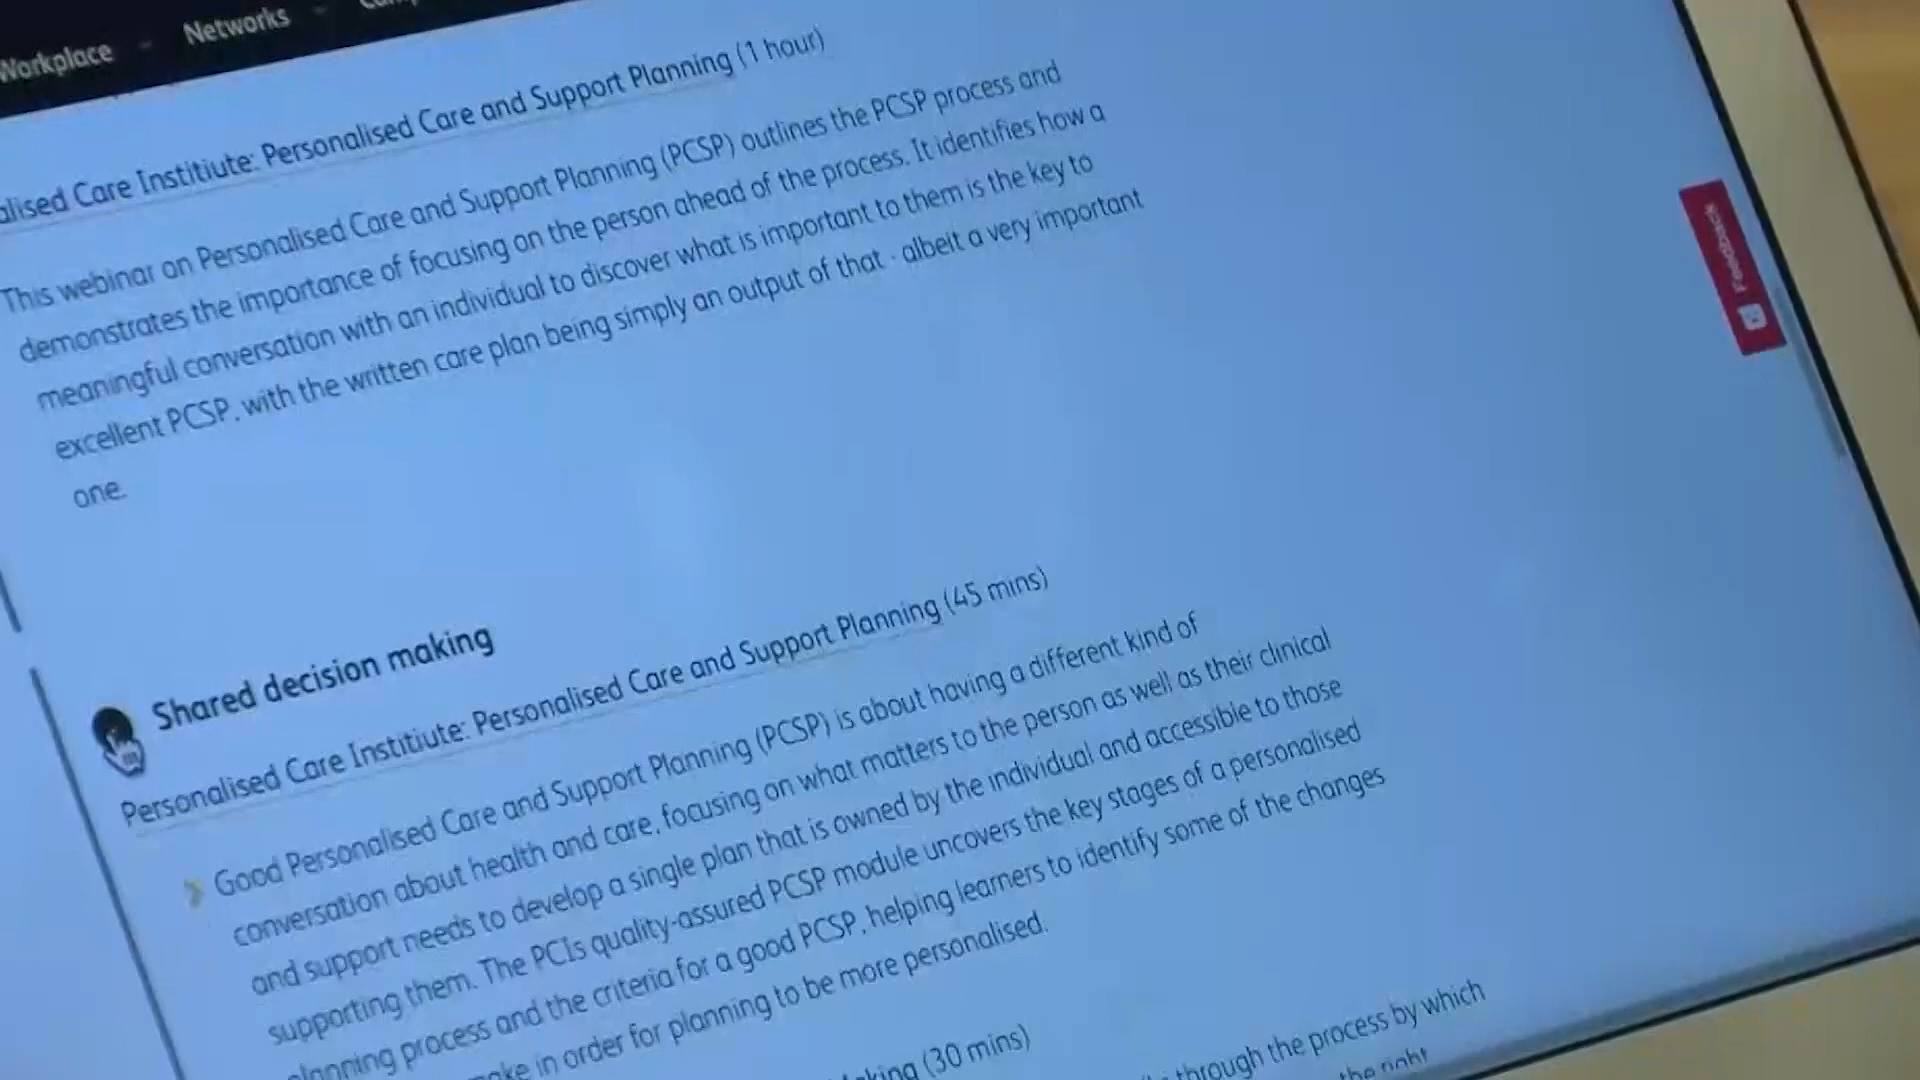 Workplace
Networks
alised Care Institiute: Personalised Care and Support Planning (1 hour)
This webinar on Personalised Care and Support Planning (PCSP) outlines the PCSP process and
demonstrates the importance of focusing on the person ahead of the process. It identifies how a
meaningful conversation with an individual to discover what is important to them is the key to
excellent PCSP, with the written care plan being simply an output of that - albeit a very important
one.
Feedback
Shared decision making
Personalised Care Institiute: Personalised Care and Support Planning (45 mins)
Good Personalised Care and Support Planning (PCSP) is about having a different kind of
conversation about health and care, focusing on what matters to the person as well as their clinical
and support needs to develop a single plan that is owned by the individual and accessible to those
supporting them. The PCIs quality-assured PCSP module uncovers the key stages of a personalised
planning process and the criteria for a good PCSP, helping learners to identify some of the changes
in order for planning to be more personalised.
(30 mins)
through the process by which
the right